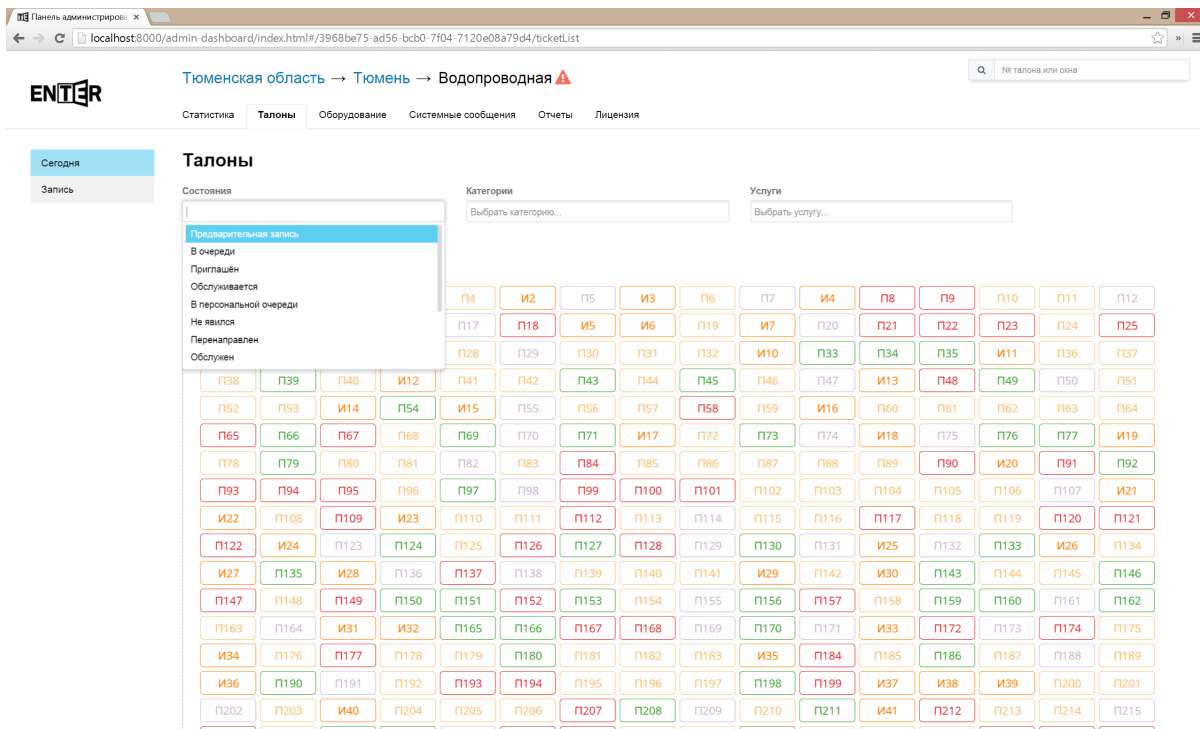 Панель администрирова
localhost:8000/admin-dashboard/index.html#/3968be75-ad56-bcb0-7f04-7120e08a79d4/ticketList
ENTER
Тюменская область → Тюмень → Водопроводная
№ талона или окна
Статистика Талоны Оборудование Системные сообщения Отчеты Лицензия
Сегодня
Запись
Талоны
Состояния Категории Услуги
Выбрать категорию... Выбрать услугу...
Предварительная запись
В очереди
Приглашён
Обслуживается
В персональной очереди
Не явился
Перенаправлен
Обслужен
П4 И2 П5 И3 П6 П7 И4 П8 П9 П10 П11 П12
П17 П18 И5 И6 П19 И7 П20 П21 П22 П23 П24 П25
П28 П29 П30 П31 П32 И10 П33 П34 П35 И11 П36 П37
П38 П39 П40 И12 П41 П42 П43 П44 П45 П46 П47 И13 П48 П49 П50 П51
П52 П53 И14 П54 И15 П55 П56 П57 П58 П59 И16 П60 П61 П62 П63 П64
П65 П66 П67 П68 П69 П70 П71 И17 П72 П73 П74 И18 П75 П76 П77 И19
П78 П79 П80 П81 П82 П83 П84 П85 П86 П87 П88 П89 П90 И20 П91 П92
П93 П94 П95 П96 П97 П98 П99 П100 П101 П102 П103 П104 П105 П106 П107 И21
И22 П108 П109 И23 П110 П111 П112 П113 П114 П115 П116 П117 П118 П119 П120 П121
П122 И24 П123 П124 П125 П126 П127 П128 П129 П130 П131 И25 П132 П133 И26 П134
И27 П135 И28 П136 П137 П138 П139 П140 П141 И29 П142 И30 П143 П144 П145 П146
П147 П148 П149 П150 П151 П152 П153 П154 П155 П156 П157 П158 П159 П160 П161 П162
П163 П164 И31 И32 П165 П166 П167 П168 П169 П170 П171 И33 П172 П173 П174 П175
И34 П176 П177 П178 П179 П180 П181 П182 П183 И35 П184 П185 П186 П187 П188 П189
И36 П190 П191 П192 П193 П194 П195 П196 П197 П198 П199 И37 И38 И39 П200 П201
П202 П203 И40 П204 П205 П206 П207 П208 П209 П210 П211 И41 П212 П213 П214 П215